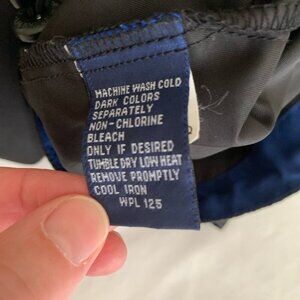 MACHINE WASH COLD
DARK COLORS
SEPARATELY
NON-CHLORINE
BLEACH
ONLY IF DESIRED
TUMBLE DRY LOW HEAT
REMOVE PROMPTLY
COOL IRON
WPL 125